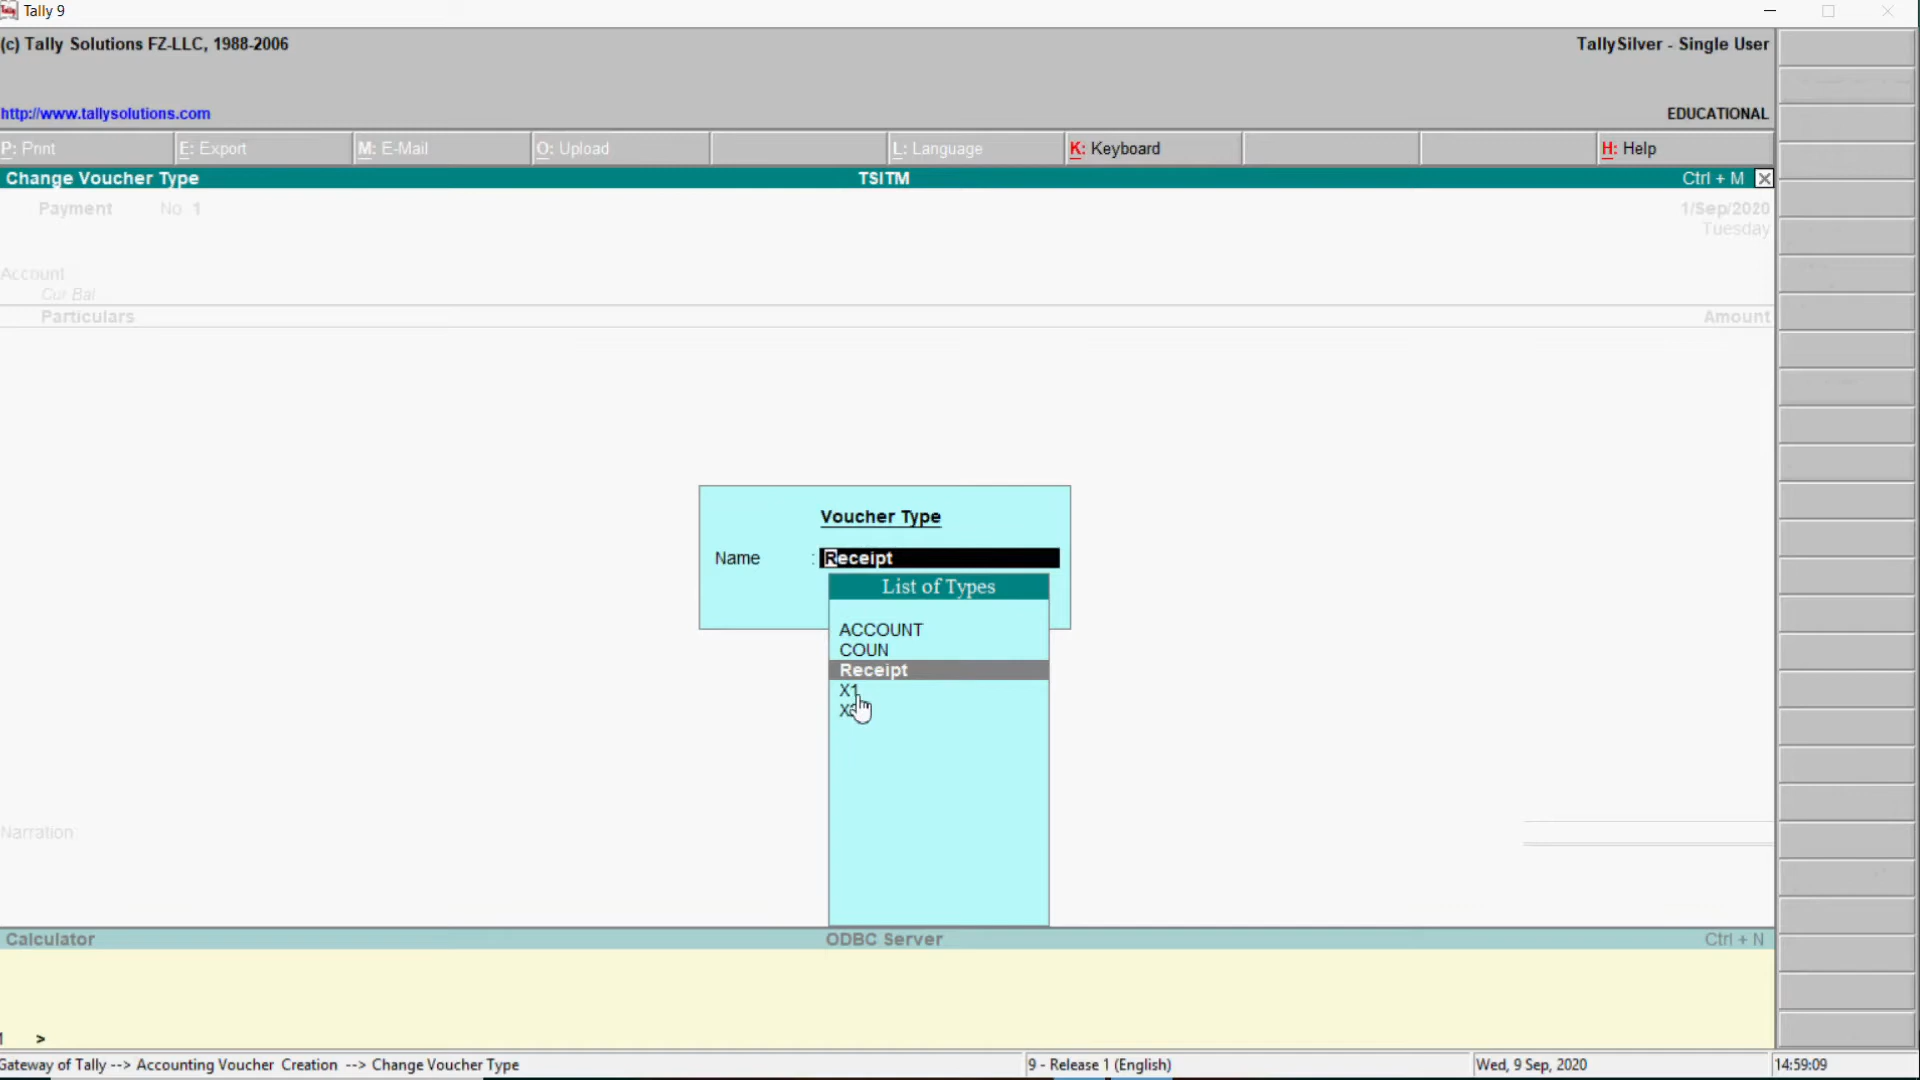 Tally 9
(c) Tally Solutions FZ-LLC, 1988-2006
TallySilver - Single User
http://www.tallysolutions.com
EDUCATIONAL
P: Print E: Export M: E-Mail O: Upload L: Language K: Keyboard H: Help
Change Voucher Type TSITM Ctrl + M
Payment No 1 1/Sep/2020
Tuesday
Account
Cur Bal
Particulars Amount
Voucher Type
Name : Receipt
List of Types
ACCOUNT
COUN
Receipt
X1
Narration
Calculator ODBC Server Ctrl + N
1 >
Gateway of Tally --> Accounting Voucher Creation --> Change Voucher Type 9 - Release 1 (English) Wed, 9 Sep, 2020 14:59:09